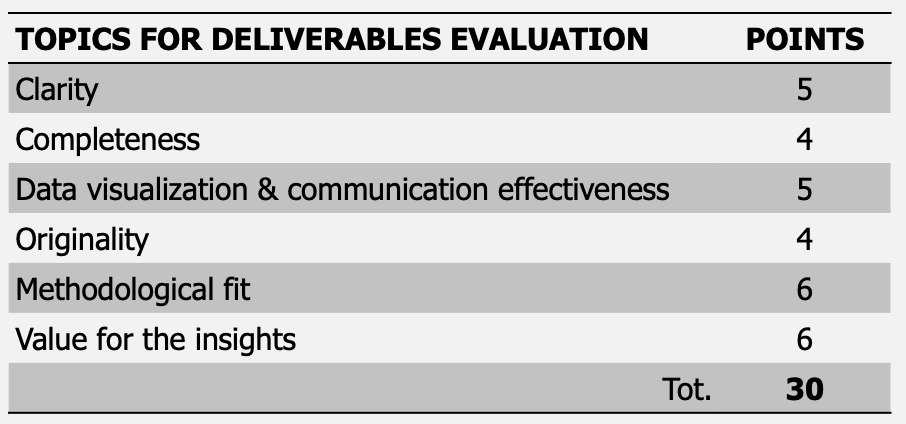 TOPICS FOR DELIVERABLES EVALUATION POINTS
Clarity 5
Completeness 4
Data visualization & communication effectiveness 5
Originality 4
Methodological fit 6
Value for the insights 6
Tot. 30